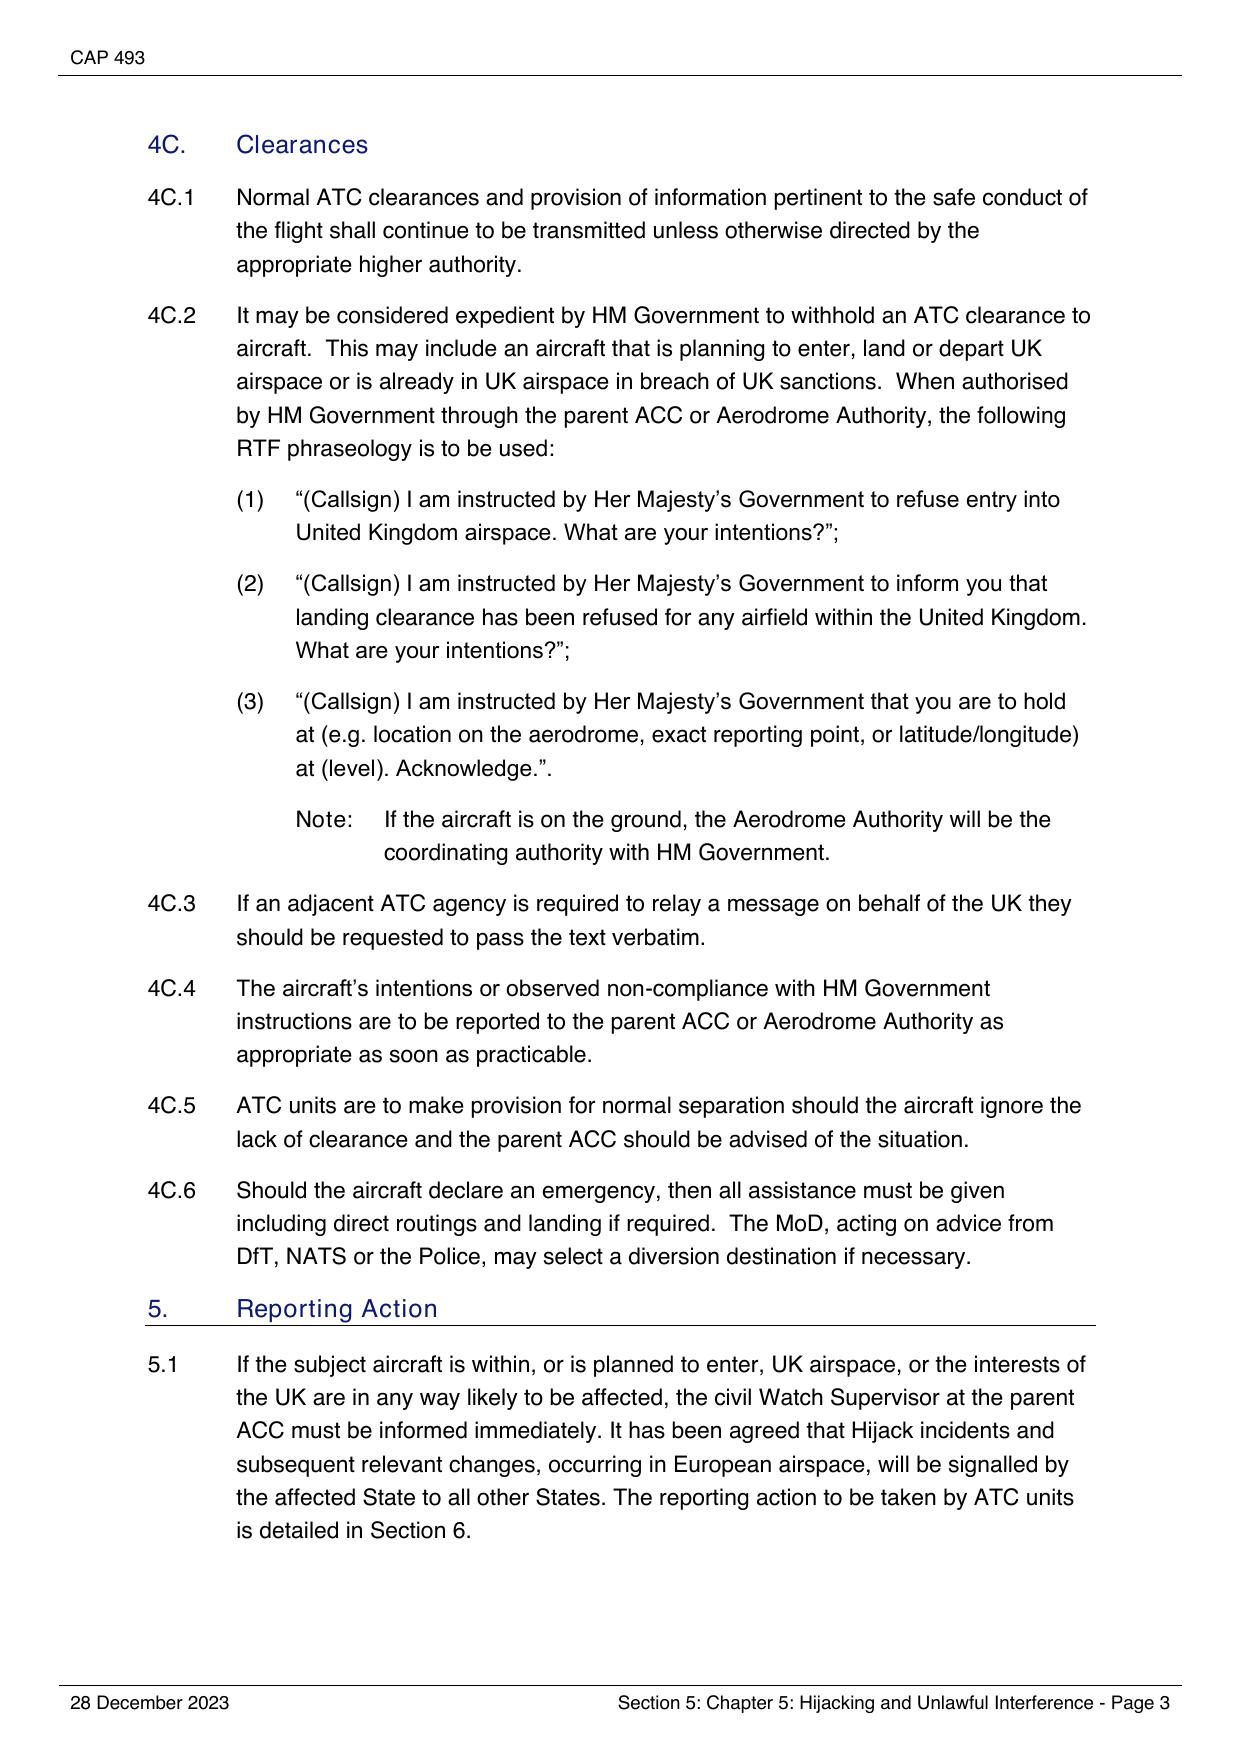 CAP 493
4C. Clearances
4C.1 Normal ATC clearances and provision of information pertinent to the safe conduct of
the flight shall continue to be transmitted unless otherwise directed by the
appropriate higher authority.
4C.2 It may be considered expedient by HM Government to withhold an ATC clearance to
aircraft.  This may include an aircraft that is planning to enter, land or depart UK
airspace or is already in UK airspace in breach of UK sanctions.  When authorised
by HM Government through the parent ACC or Aerodrome Authority, the following
RTF phraseology is to be used:
(1) “(Callsign) I am instructed by Her Majesty’s Government to refuse entry into
United Kingdom airspace. What are your intentions?”;
(2) “(Callsign) I am instructed by Her Majesty’s Government to inform you that
landing clearance has been refused for any airfield within the United Kingdom.
What are your intentions?”;
(3) “(Callsign) I am instructed by Her Majesty’s Government that you are to hold
at (e.g. location on the aerodrome, exact reporting point, or latitude/longitude)
at (level). Acknowledge.”.
Note: If the aircraft is on the ground, the Aerodrome Authority will be the
coordinating authority with HM Government.
4C.3 If an adjacent ATC agency is required to relay a message on behalf of the UK they
should be requested to pass the text verbatim.
4C.4 The aircraft’s intentions or observed non-compliance with HM Government
instructions are to be reported to the parent ACC or Aerodrome Authority as
appropriate as soon as practicable.
4C.5 ATC units are to make provision for normal separation should the aircraft ignore the
lack of clearance and the parent ACC should be advised of the situation.
4C.6 Should the aircraft declare an emergency, then all assistance must be given
including direct routings and landing if required.  The MoD, acting on advice from
DfT, NATS or the Police, may select a diversion destination if necessary.
5. Reporting Action
5.1 If the subject aircraft is within, or is planned to enter, UK airspace, or the interests of
the UK are in any way likely to be affected, the civil Watch Supervisor at the parent
ACC must be informed immediately. It has been agreed that Hijack incidents and
subsequent relevant changes, occurring in European airspace, will be signalled by
the affected State to all other States. The reporting action to be taken by ATC units
is detailed in Section 6.
28 December 2023 Section 5: Chapter 5: Hijacking and Unlawful Interference - Page 3